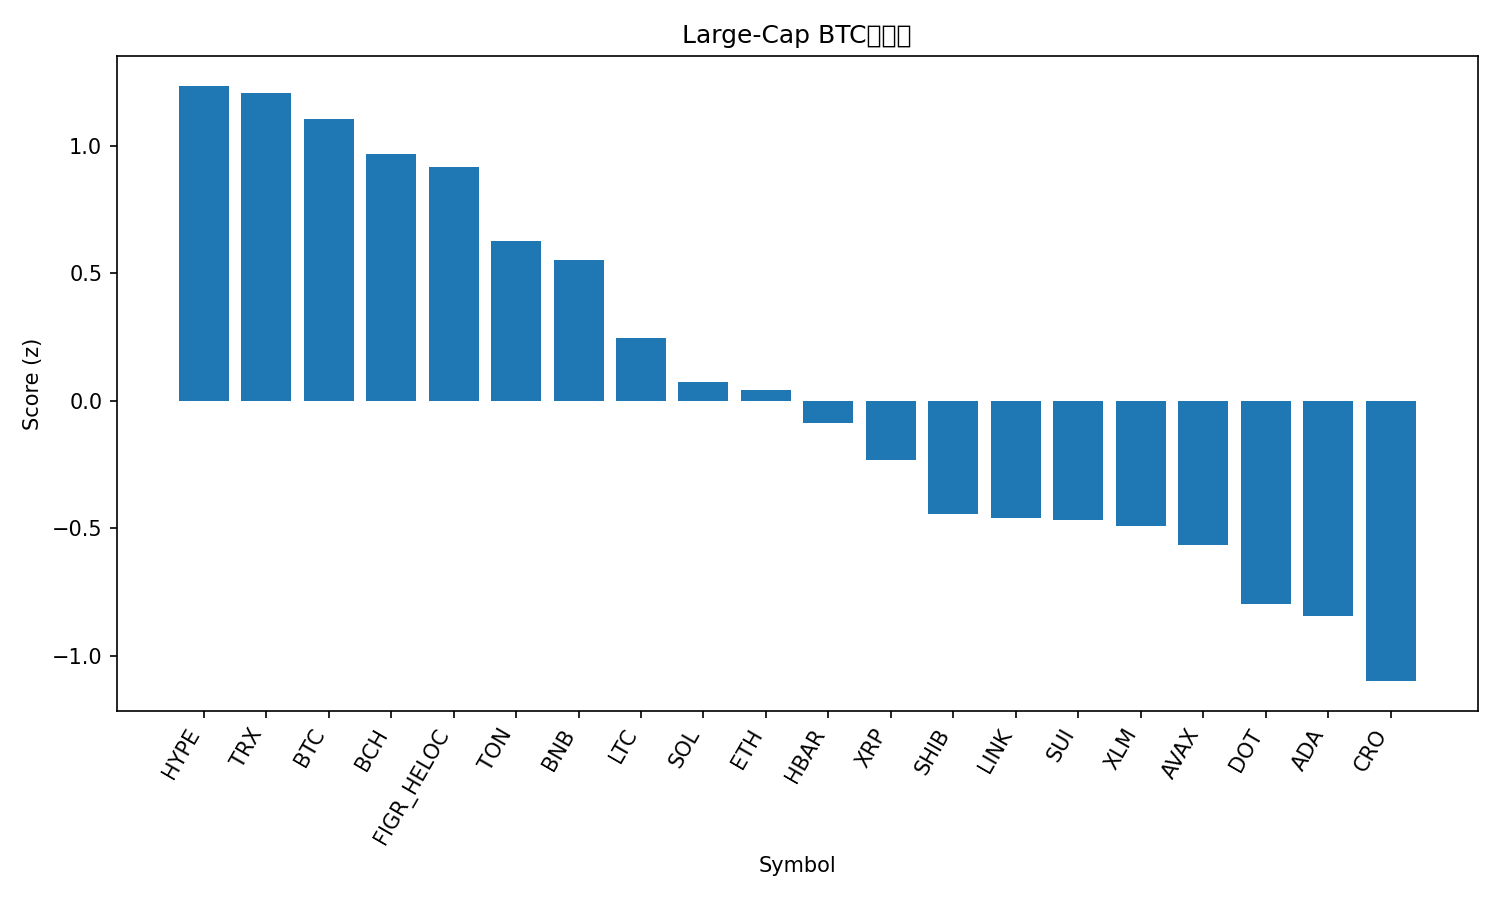 Large-Cap BTC
Score (z)
1.0
0.5
0.0
−0.5
−1.0
HYPE
TRX
BTC
BCH
FIGR_HELOC
TON
BNB
LTC
SOL
ETH
HBAR
XRP
SHIB
LINK
SUI
XLM
AVAX
DOT
ADA
CRO
Symbol